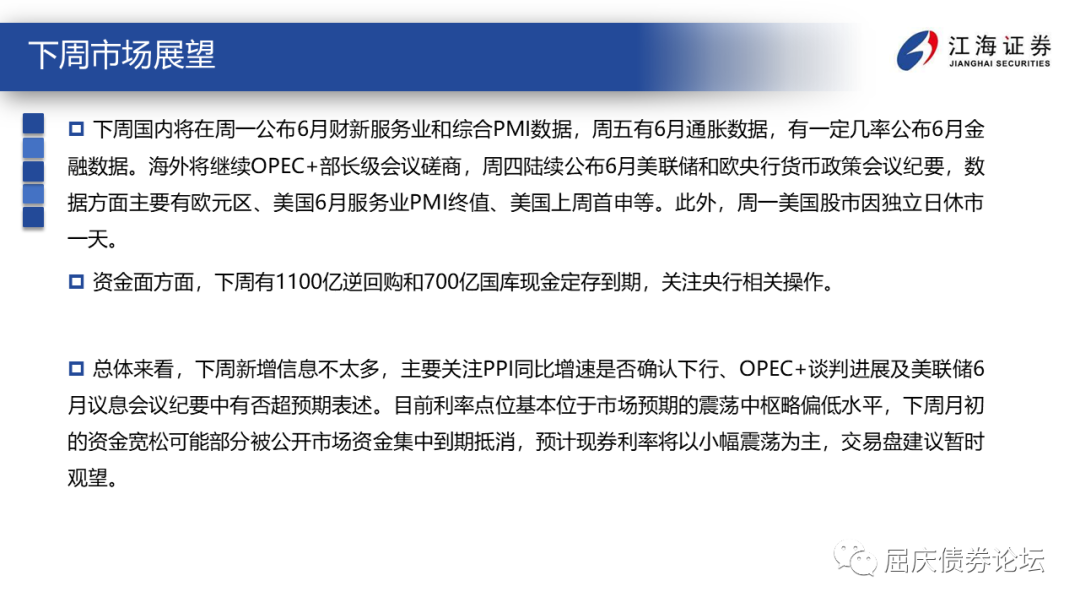 下周市场展望
江海证券
JIANGHAI SECURITIES
下周国内将在周一公布6月财新服务业和综合PMI数据，周五有6月通胀数据，有一定几率公布6月金
融数据。海外将继续OPEC+部长级会议磋商，周四陆续公布6月美联储和欧央行货币政策会议纪要，数
据方面主要有欧元区、美国6月服务业PMI终值、美国上周首申等。此外，周一美国股市因独立日休市
一天。
资金面方面，下周有1100亿逆回购和700亿国库现金定存到期，关注央行相关操作。
总体来看，下周新增信息不太多，主要关注PPI同比增速是否确认下行、OPEC+谈判进展及美联储6
月议息会议纪要中有否超预期表述。目前利率点位基本位于市场预期的震荡中枢略偏低水平，下周月初
的资金宽松可能部分被公开市场资金集中到期抵消，预计现券利率将以小幅震荡为主，交易盘建议暂时
观望。
屈庆债券论坛